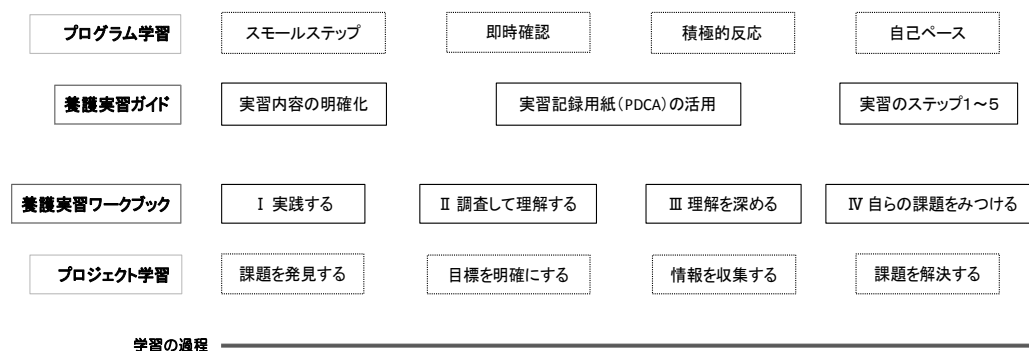 プログラム学習 スモールステップ 即時確認 積極的反応 自己ペース
養護実習ガイド 実習内容の明確化 実習記録用紙(PDCA)の活用 実習のステップ1~5
養護実習ワークブック Ⅰ 実践する Ⅱ 調査して理解する Ⅲ 理解を深める Ⅳ 自らの課題をみつける
プロジェクト学習 課題を発見する 目標を明確にする 情報を収集する 課題を解決する
学習の過程